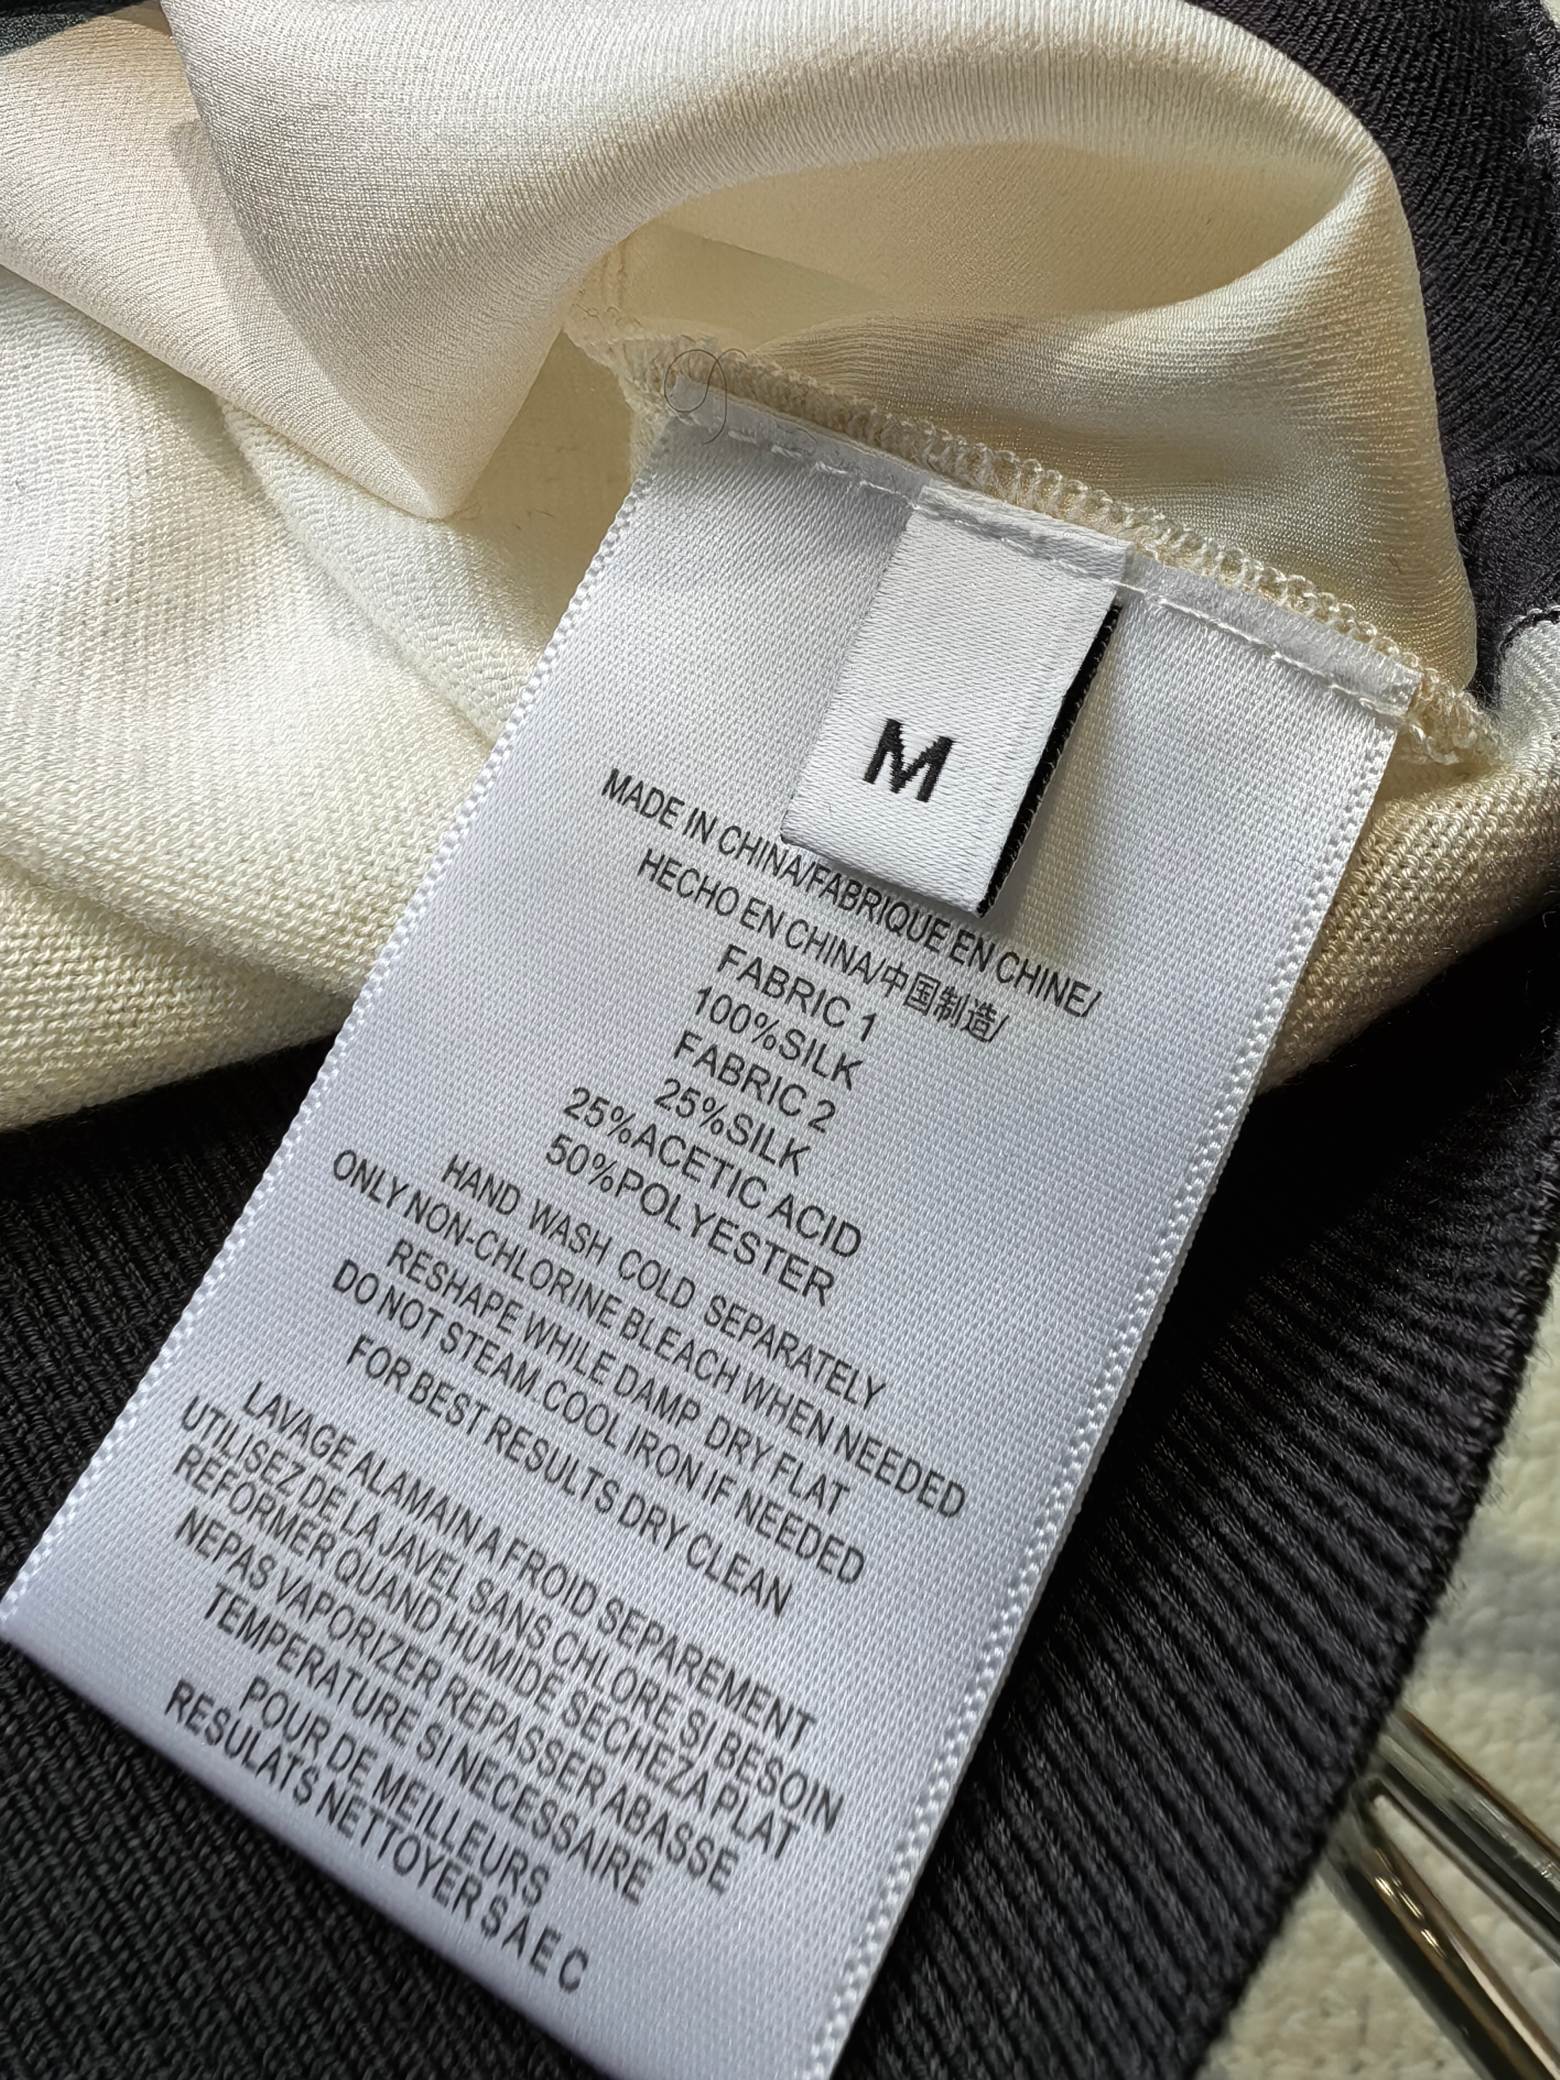 M
MADE IN CHINA/FABRIQUE EN CHINE/
HECHO EN CHINA/中国制造/
FABRIC 1
100%SILK
FABRIC 2
25%SILK
25%ACETIC ACID
50%POLYESTER
HAND WASH COLD SEPARATELY
ONLY NON-CHLORINE BLEACH WHEN NEEDED
RESHAPE WHILE DAMP DRY FLAT
DO NOT STEAM COOL IRON IF NEEDED
FOR BEST RESULTS DRY CLEAN
LAVAGE ALAMAIN A FROID SEPAREMENT
UTILISEZ DE LA JAVEL SANS CHLORE SI BESOIN
REFORMER QUAND HUMIDE SECHEZ A PLAT
NEPAS VAPORIZER REPASSER ABASSE
TEMPERATURE SI NECESSAIRE
POUR DE MEILLEURS
RESULATS NETTOYER S A E C